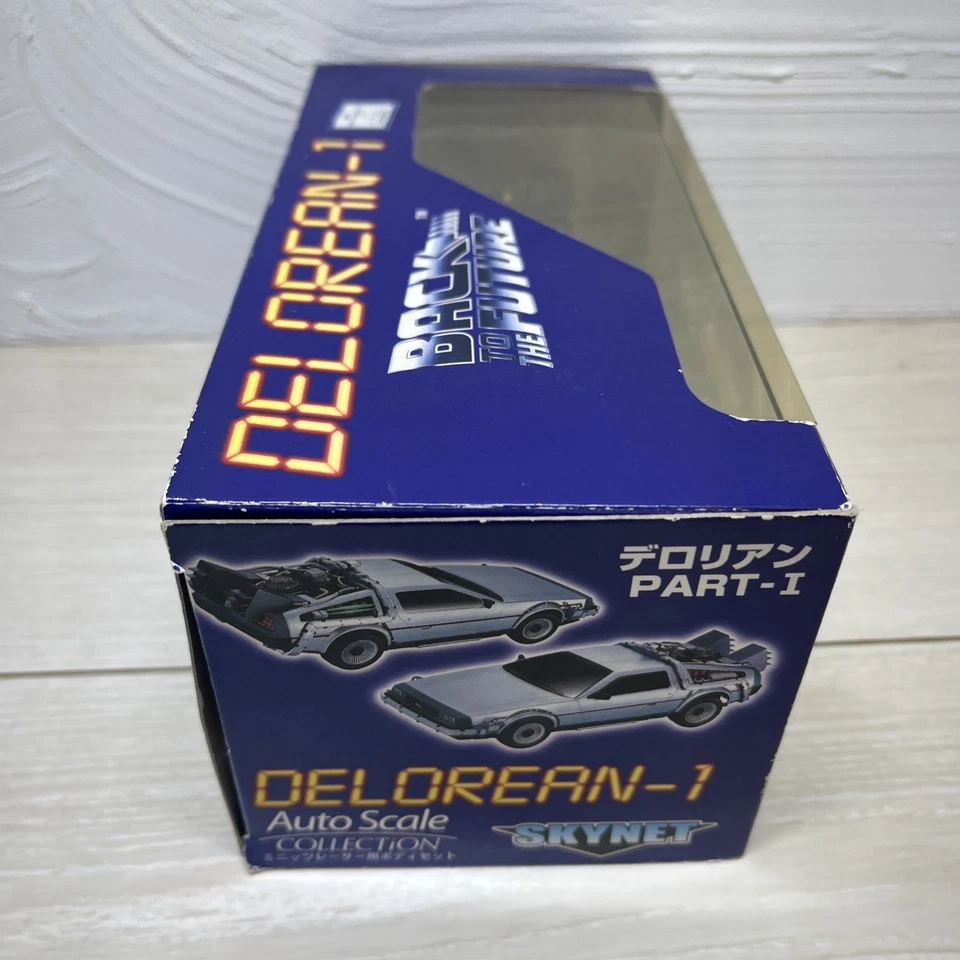 DELOREAN-1
BACK
TO
THE FUTURE
TM
デロリアン
PART-I
DELOREAN-1
Auto Scale
COLLECTiON
ミニッツレーサー用ボディセット
SKYNET